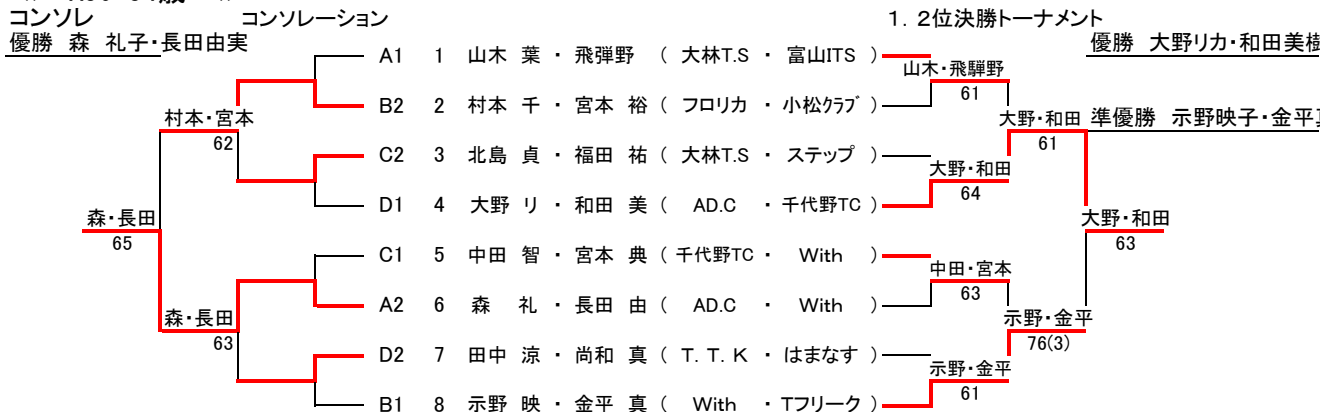 コンソレ コンソレーション 1. 2位決勝トーナメント
優勝 森 礼子・長田由実 優勝 大野リカ・和田美樹
A1 1 山木 葉 ・ 飛弾野 ( 大林T.S ・ 富山ITS )
山木・飛騨野
61
B2 2 村本 千 ・ 宮本 裕 ( フロリカ ・ 小松クラブ )
村本・宮本 大野・和田 準優勝 示野映子・金平
62 61
C2 3 北島 貞 ・ 福田 祐 ( 大林T.S ・ ステップ )
大野・和田
64
D1 4 大野 リ ・ 和田 美 ( AD.C ・ 千代野TC )
森・長田 大野・和田
65 63
C1 5 中田 智 ・ 宮本 典 ( 千代野TC ・ With )
中田・宮本
63
A2 6 森 礼 ・ 長田 由 ( AD.C ・ With )
森・長田 示野・金平
63 76(3)
D2 7 田中 涼 ・ 尚和 真 ( T. T. K ・ はまなす )
示野・金平
61
B1 8 示野 映 ・ 金平 真 ( With ・ Tフリーク )